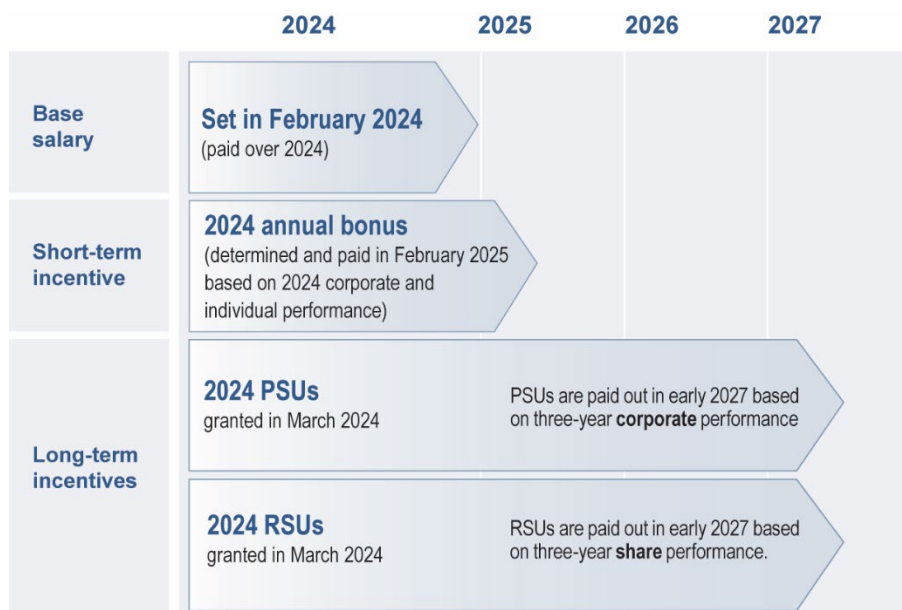 2024 2025 2026 2027
Base
salary
Set in February 2024
(paid over 2024)
Short-term
incentive
2024 annual bonus
(determined and paid in February 2025
based on 2024 corporate and
individual performance)
Long-term
incentives
2024 PSUs
granted in March 2024
PSUs are paid out in early 2027 based
on three-year corporate performance
2024 RSUs
granted in March 2024
RSUs are paid out in early 2027 based
on three-year share performance.